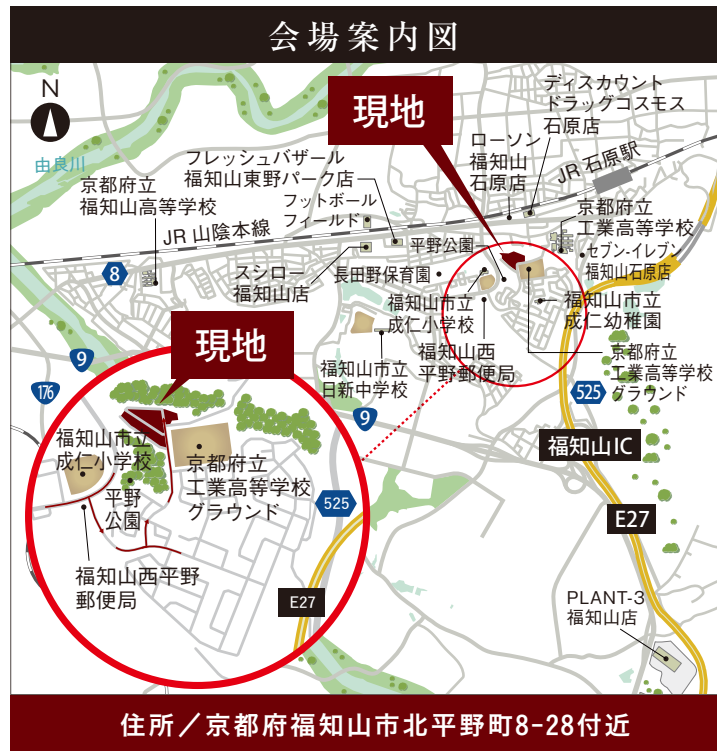 会場案内図
N
由良川
現地
ディスカウント
ドラッグコスモス
石原店
ローソン
福知山
石原店
JR 石原駅
フレッシュバザール
福知山東野パーク店
フットボール
フィールド
京都府立
福知山高等学校
JR 山陰本線
京都府立
工業高等学校
セブン-イレブン
福知山石原店
平野公園
8
スシロー
福知山店
長田野保育園
福知山市立
成仁小学校
福知山市立
成仁幼稚園
福知山西
平野郵便局
京都府立
工業高等学校
グラウンド
福知山市立
日新中学校
9
176
9
525
福知山IC
E27
PLANT-3
福知山店
現地
福知山市立
成仁小学校
京都府立
工業高等学校
グラウンド
平野
公園
福知山西平野
郵便局
525
E27
住所／京都府福知山市北平野町8-28付近